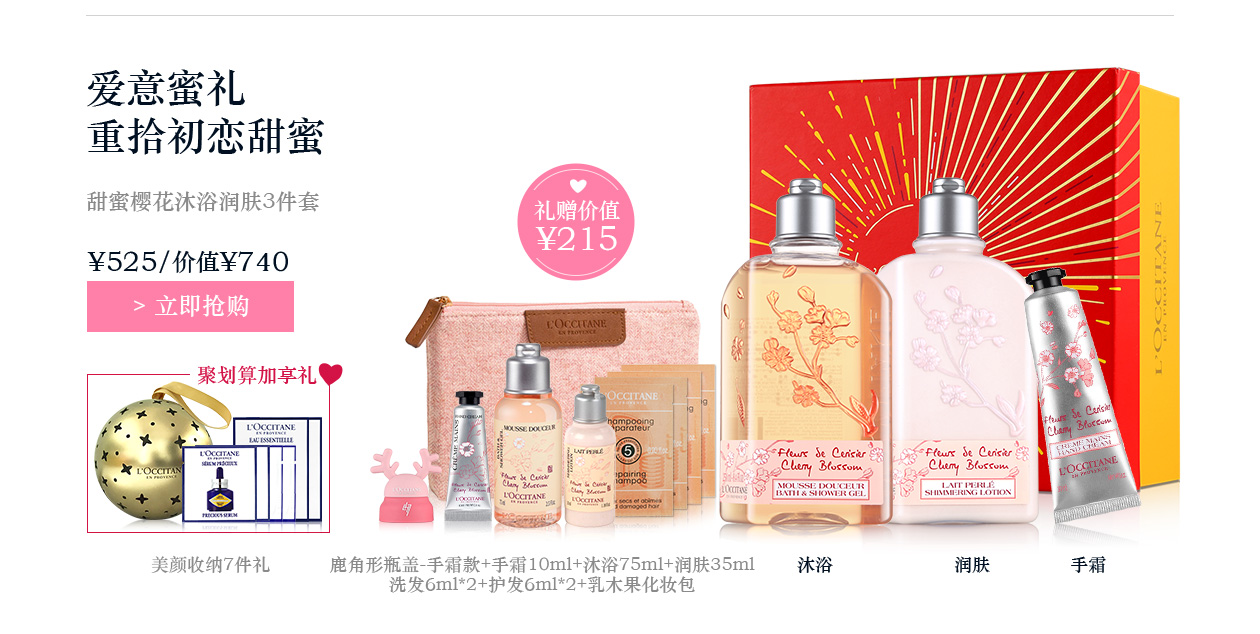 爱意蜜礼
重拾初恋甜蜜
甜蜜樱花沐浴润肤3件套
¥525/价值¥740
> 立即抢购
礼赠价值
¥215
聚划算加享礼
L'OCCITANE
EN PROVENCE
L'OCCITANE
EN PROVENCE
EAU ESSENTIELLE
L'OCCITANE
EN PROVENCE
SÉRUM PRÉCIEUX
PRECIOUS SERUM
美颜收纳7件礼
L'OCCITANE
EN PROVENCE
CRÈME MAINS
HAND CREAM
L'OCCITANE
MOUSSE DOUCEUR
Fleurs de Cerisier
Cherry Blossom
L'OCCITANE
LAIT PERLÉ
Fleurs de Cerisier
Cherry Blossom
L'OCCITANE
L'OCCITANE
5
鹿角形瓶盖-手霜款+手霜10ml+沐浴75ml+润肤35ml
洗发6ml*2+护发6ml*2+乳木果化妆包
L'OCCITANE
EN PROVENCE
Fleurs de Cerisier
Cherry Blossom
L'OCCITANE
MOUSSE DOUCEUR
BATH & SHOWER GEL
沐浴
Fleurs de Cerisier
Cherry Blossom
LAIT PERLÉ
SHIMMERING LOTION
润肤
Fleurs de Cerisier
Cherry Blossom
CRÈME MAINS
HAND CREAM
L'OCCITANE
EN PROVENCE
手霜